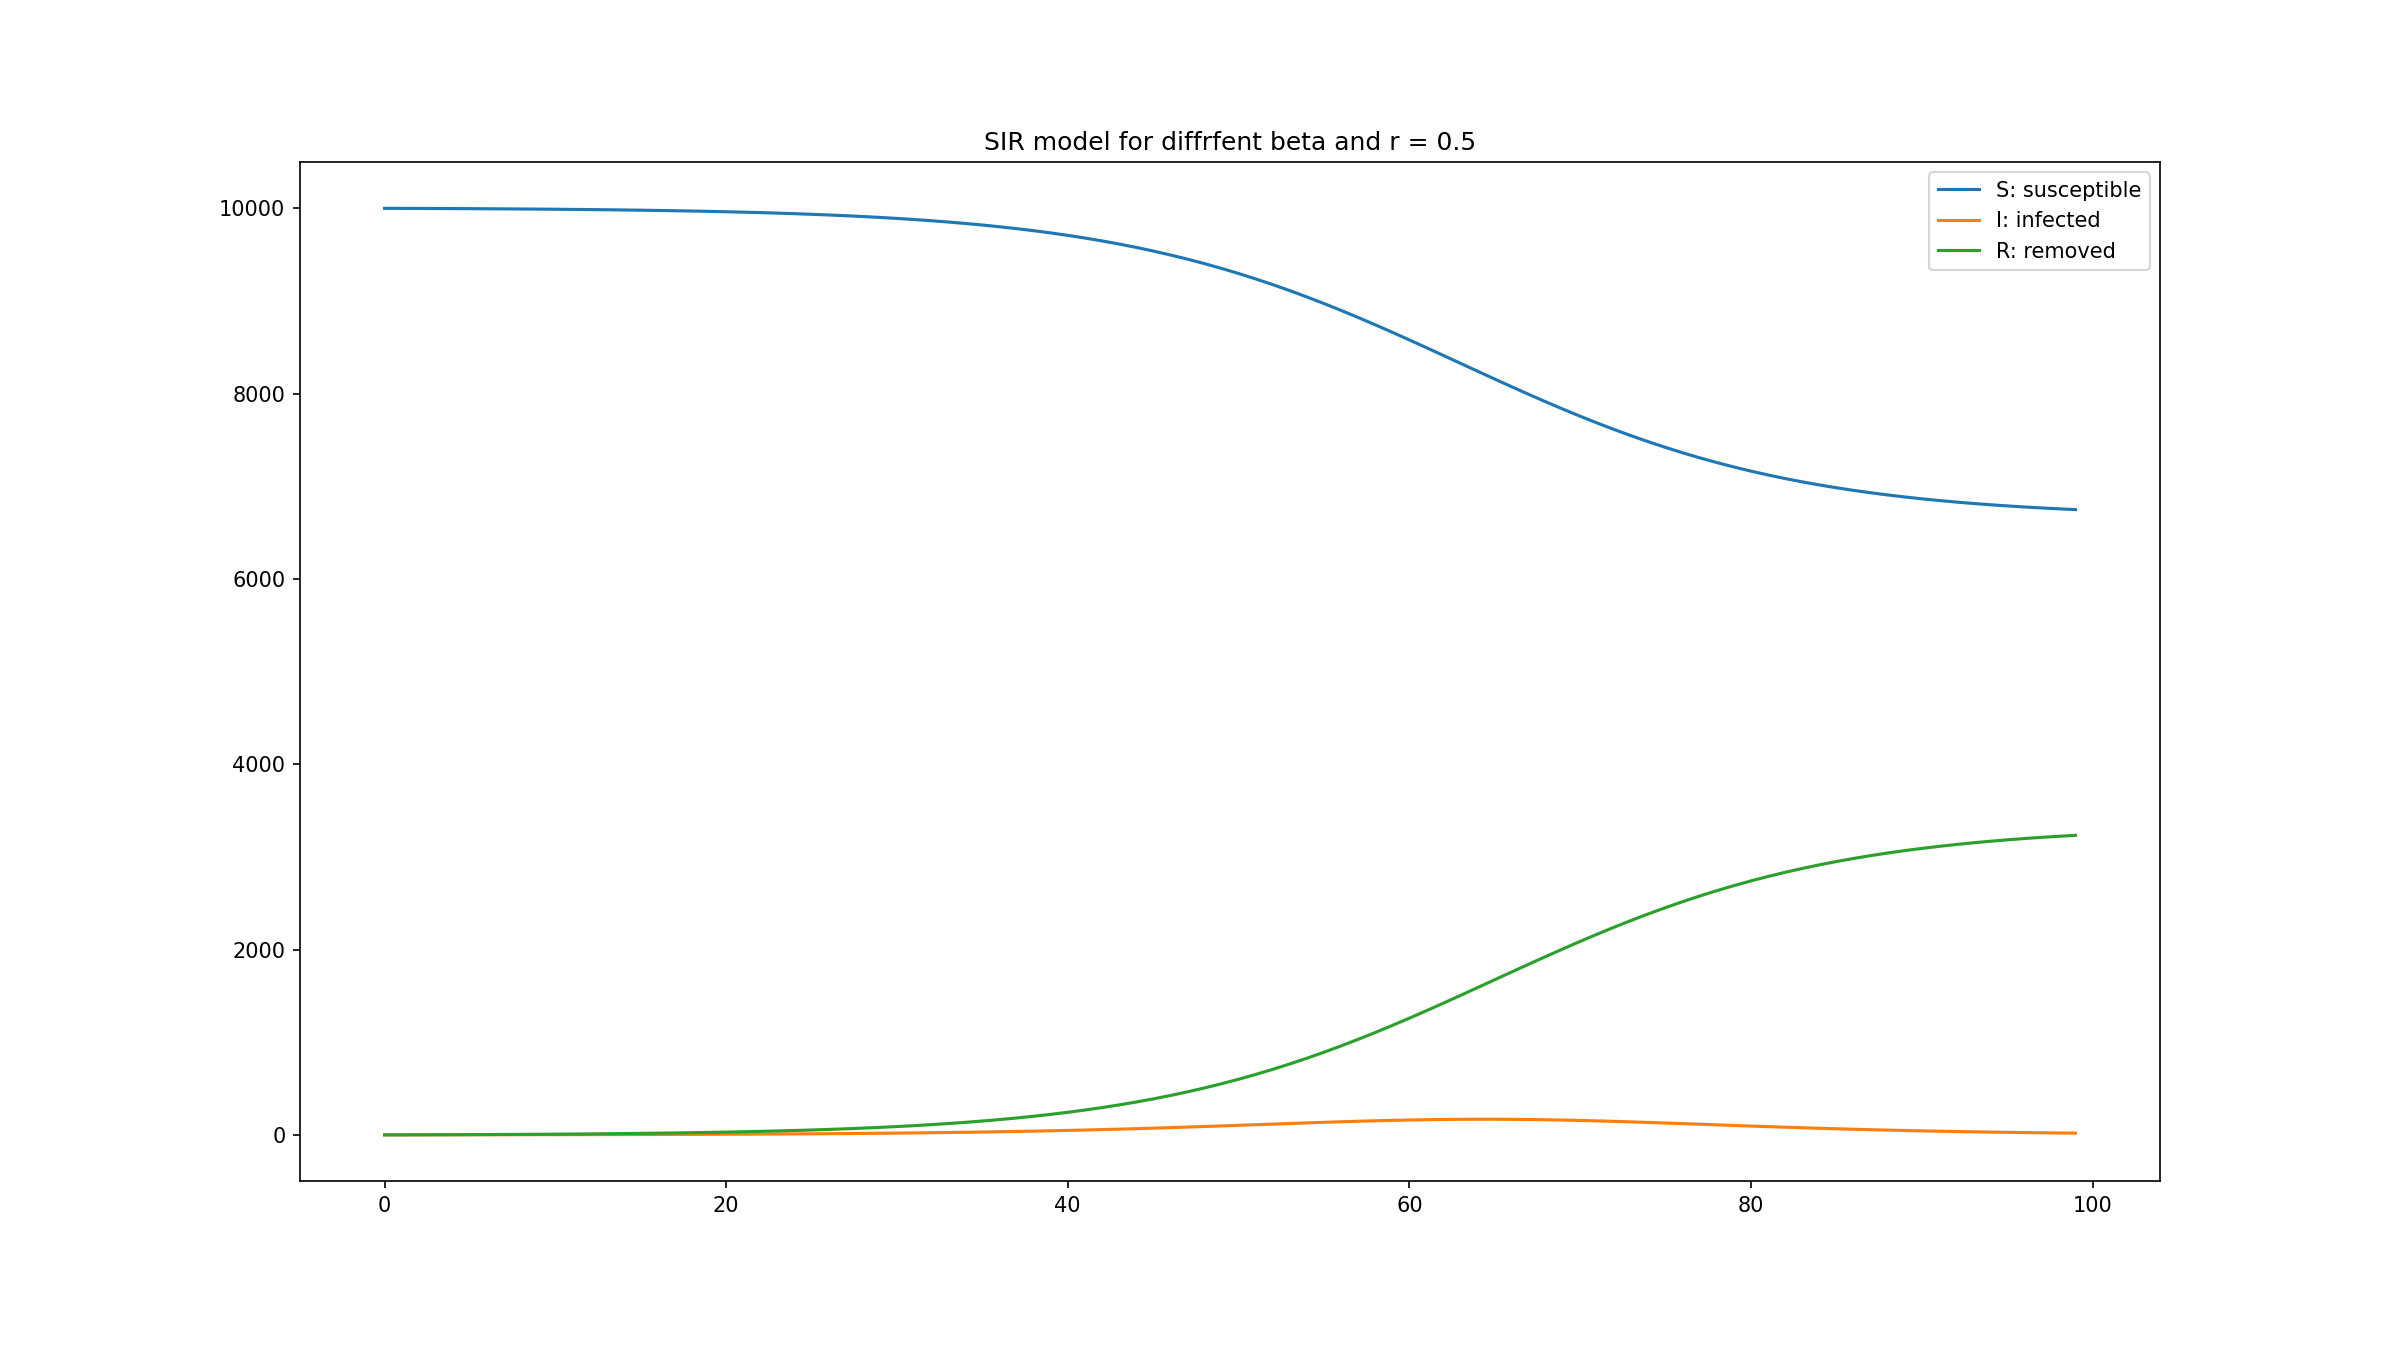 SIR model for diffrfent beta and r = 0.5
S: susceptible
I: infected
R: removed
10000
8000
6000
4000
2000
0
0 20 40 60 80 100